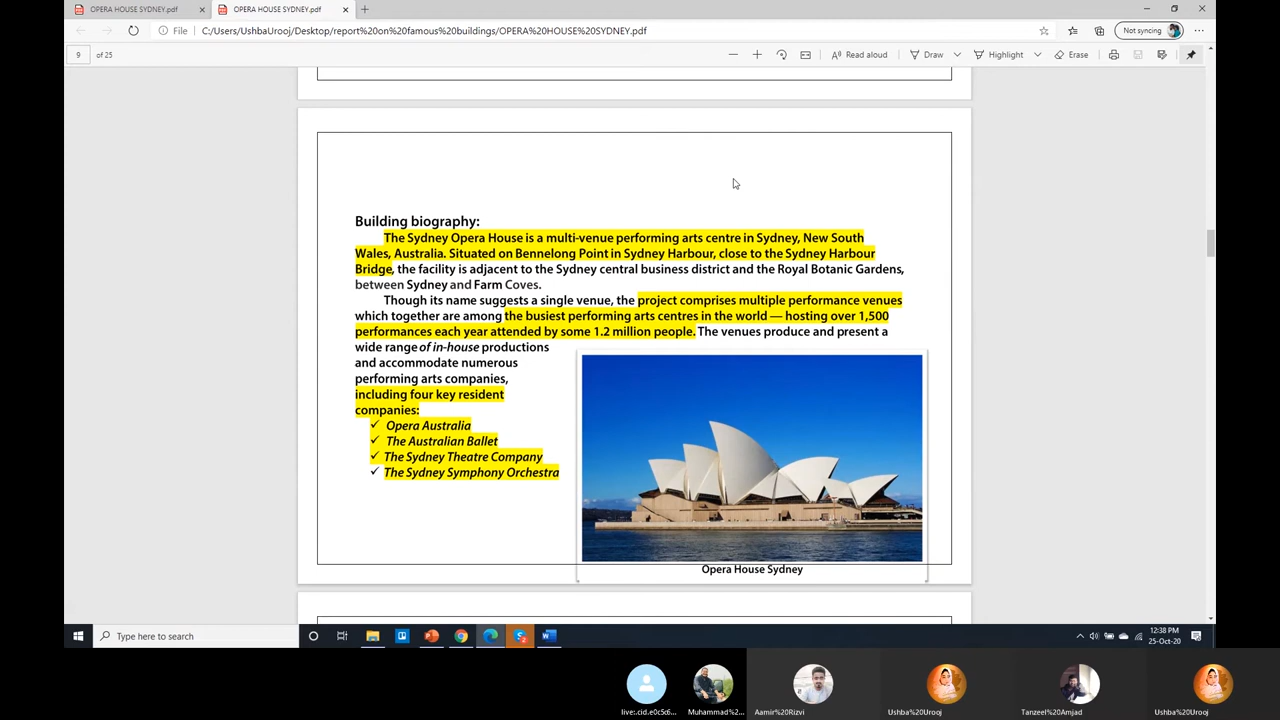 OPERA HOUSE SYDNEY.pdf
OPERA HOUSE SYDNEY.pdf
File
C:/Users/UshbaUrooj/Desktop/report%20on%20famous%20buildings/OPERA%20HOUSE%20SYDNEY.pdf
Not syncing
9 of 25
Read aloud
Draw
Highlight
Erase
Building biography:
The Sydney Opera House is a multi-venue performing arts centre in Sydney, New South
Wales, Australia. Situated on Bennelong Point in Sydney Harbour, close to the Sydney Harbour
Bridge, the facility is adjacent to the Sydney central business district and the Royal Botanic Gardens,
between Sydney and Farm Coves.
Though its name suggests a single venue, the project comprises multiple performance venues
which together are among the busiest performing arts centres in the world — hosting over 1,500
performances each year attended by some 1.2 million people. The venues produce and present a
wide range of in-house productions
and accommodate numerous
performing arts companies,
including four key resident
companies:
✓ Opera Australia
✓ The Australian Ballet
✓ The Sydney Theatre Company
✓ The Sydney Symphony Orchestra
Opera House Sydney
Type here to search
12:38 PM
25-Oct-20
live:.cid.e0c5c6...
Muhammad%2...
Aamir%20Rizvi
Ushba%20Urooj
Tanzeel%20Amjad
Ushba%20Urooj